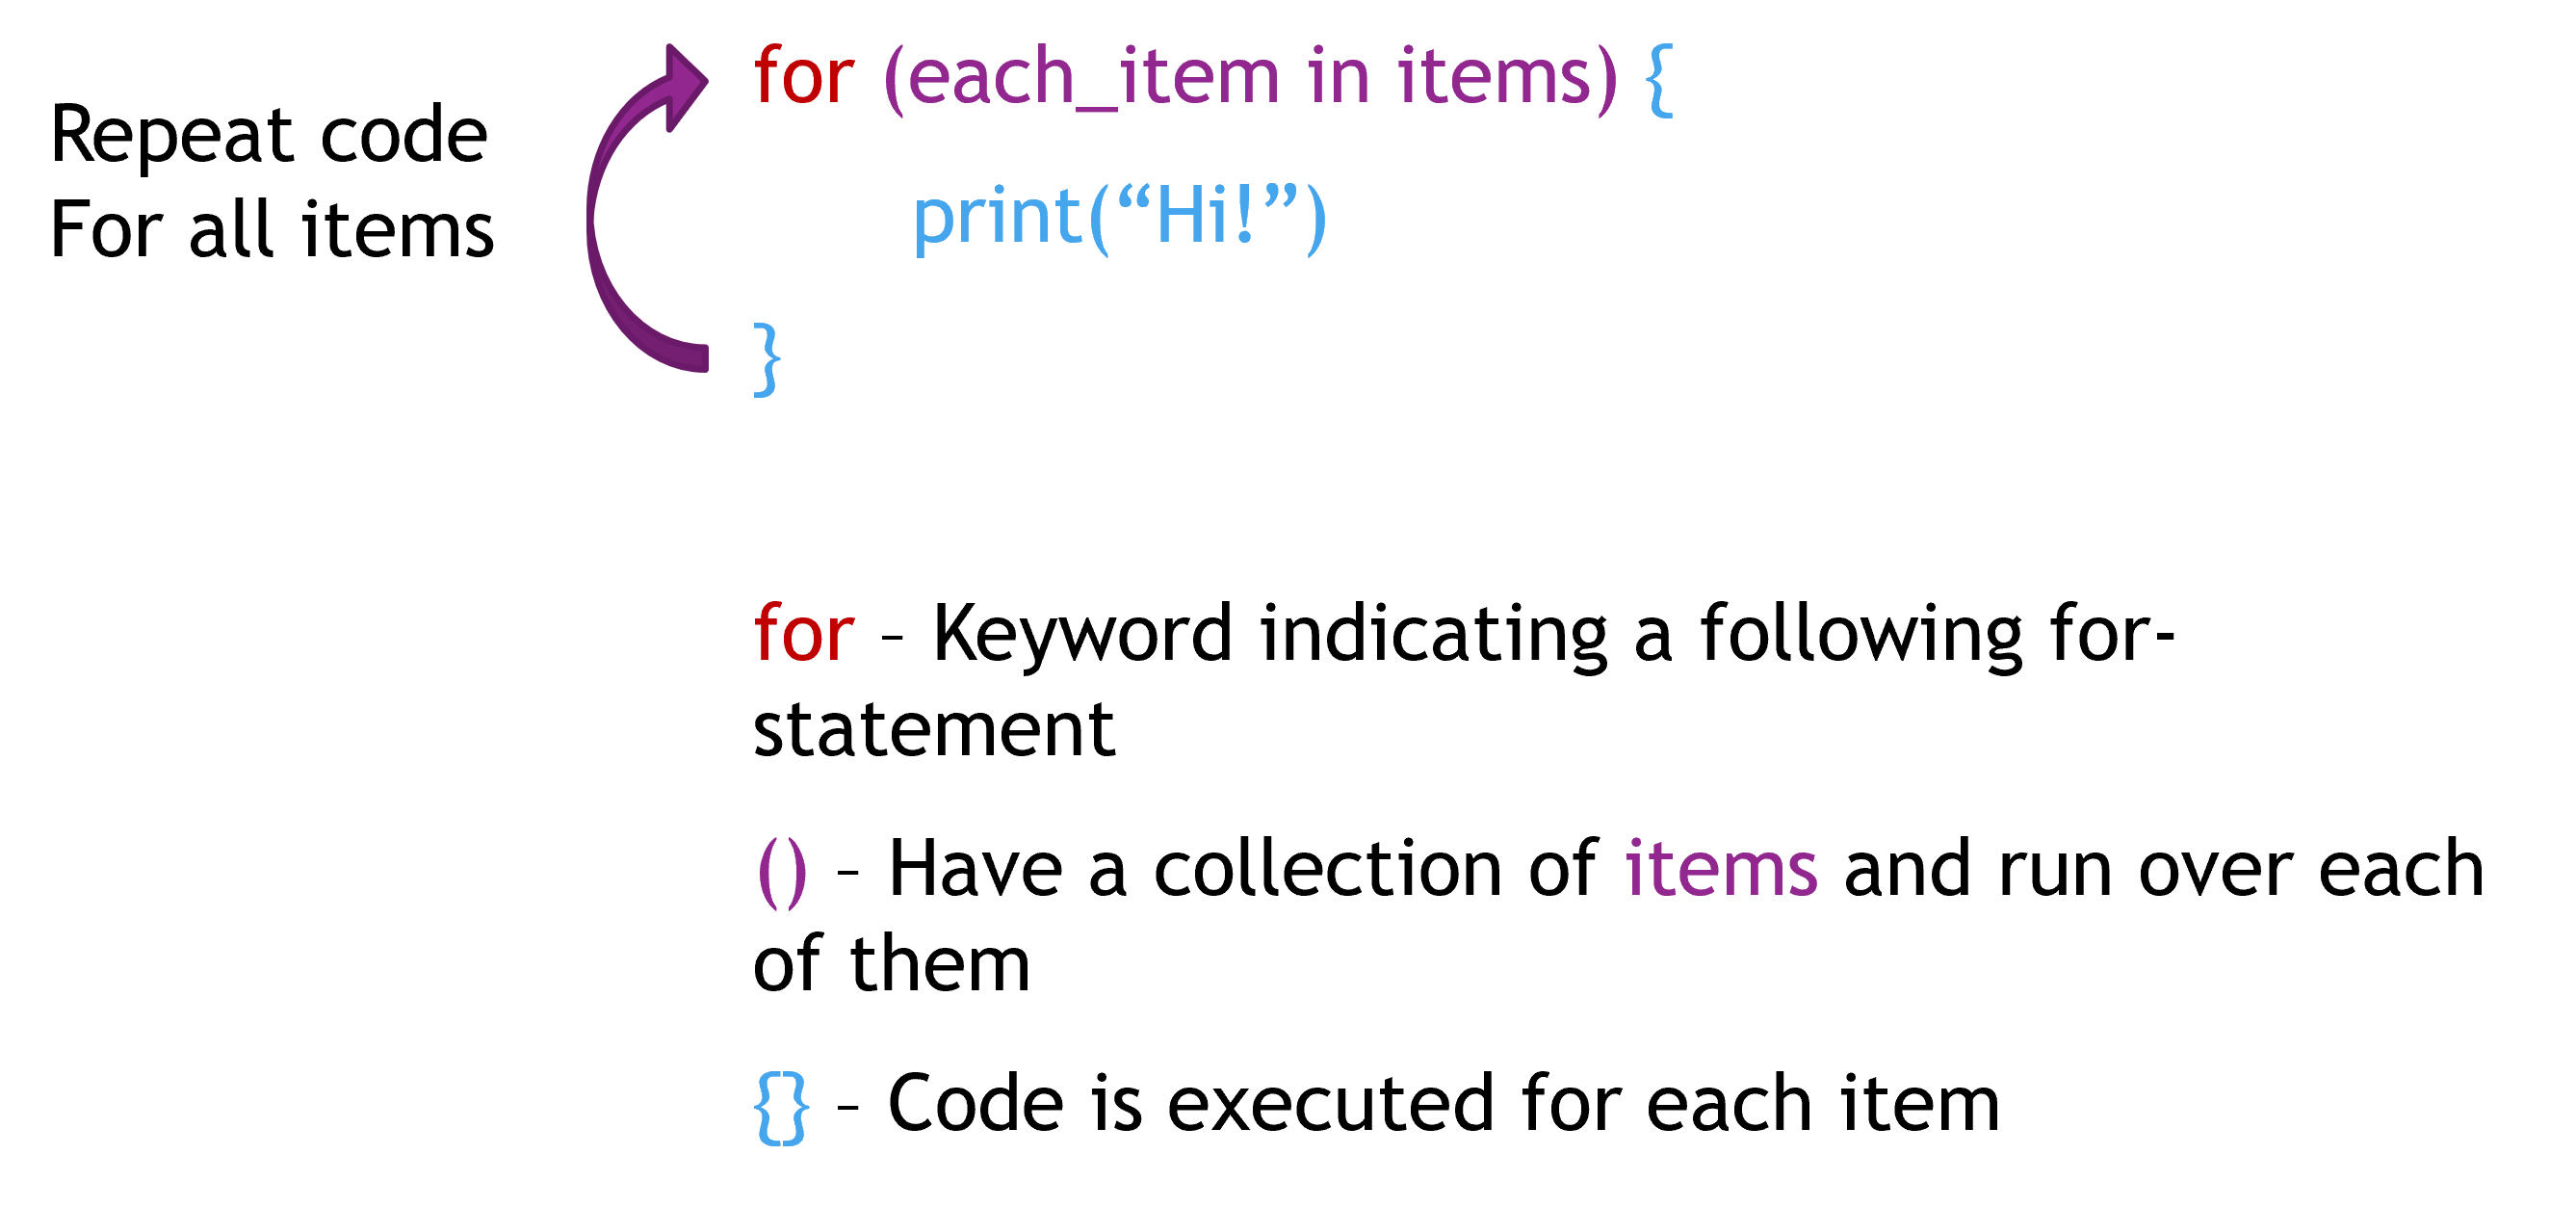 Repeat code
For all items
for (each_item in items) {
print(“Hi!”)
}
for – Keyword indicating a following for-
statement
() – Have a collection of items and run over each
of them
{} – Code is executed for each item